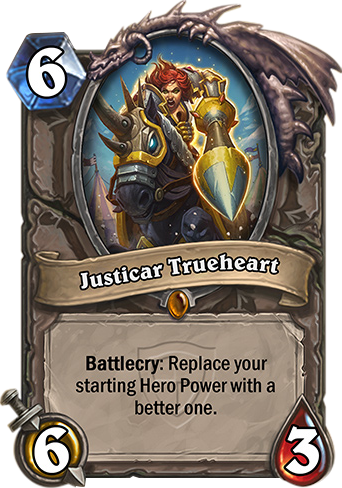 6
Justicar Trueheart
Battlecry: Replace your
starting Hero Power with a
better one.
6
3